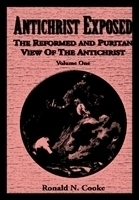 ANTICHRIST EXPOSED
THE REFORMED AND PURITAN
VIEW OF THE ANTICHRIST
Volume One
Ronald N. Cooke